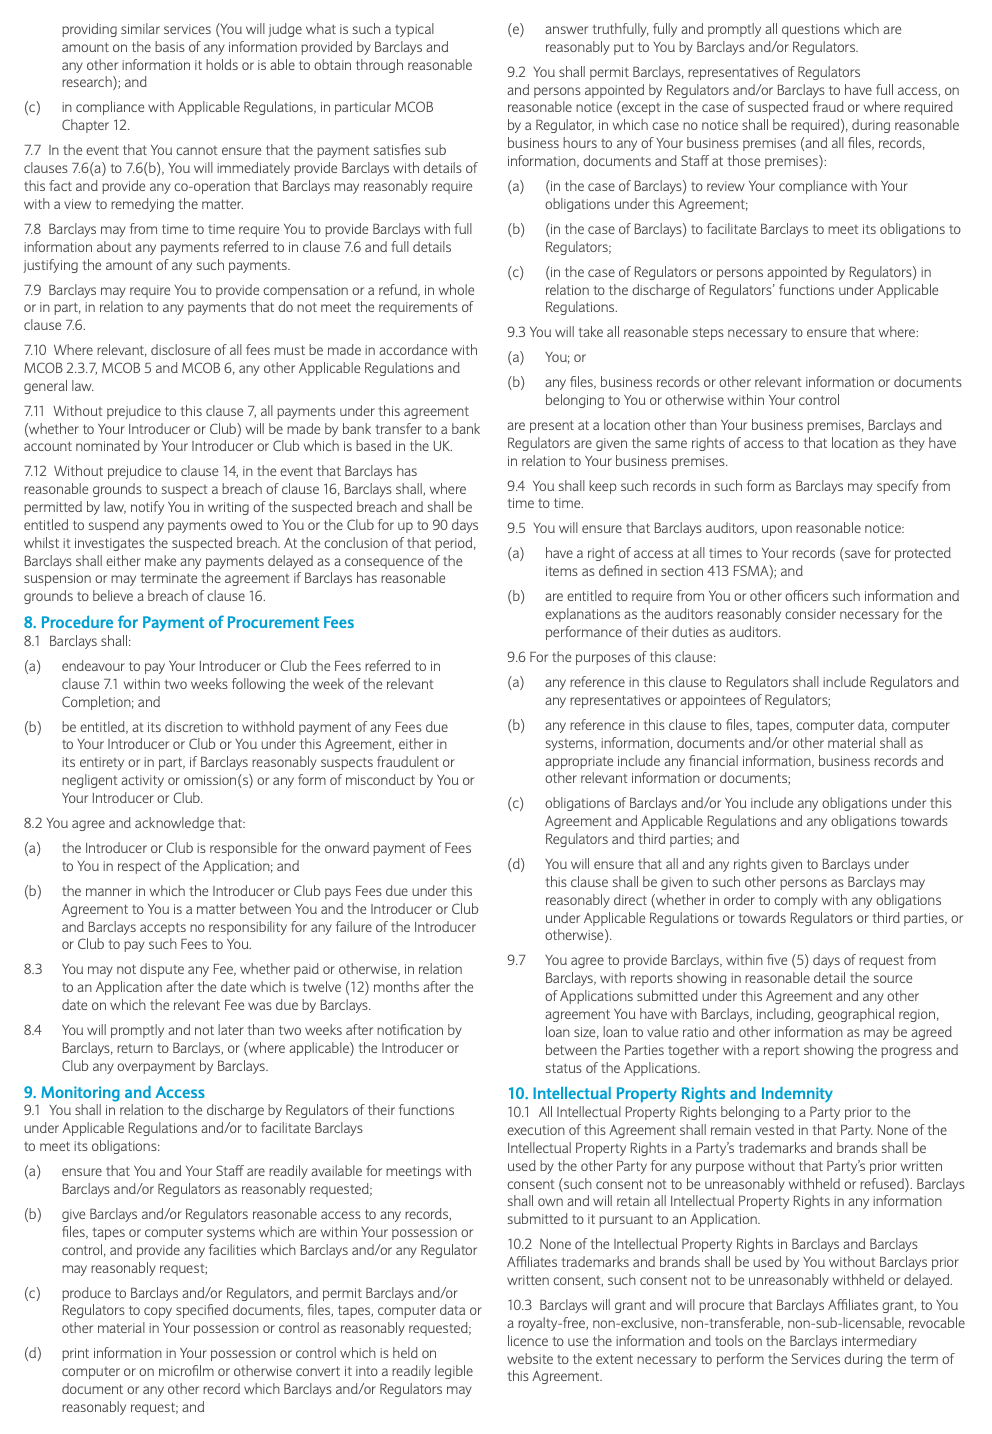 providing similar services (You will judge what is such a typical
amount on the basis of any information provided by Barclays and
any other information it holds or is able to obtain through reasonable
research); and
(c) in compliance with Applicable Regulations, in particular MCOB
Chapter 12.
7.7 In the event that You cannot ensure that the payment satisfies sub
clauses 7.6(a) to 7.6(b), You will immediately provide Barclays with details of
this fact and provide any co-operation that Barclays may reasonably require
with a view to remedying the matter.
7.8 Barclays may from time to time require You to provide Barclays with full
information about any payments referred to in clause 7.6 and full details
justifying the amount of any such payments.
7.9 Barclays may require You to provide compensation or a refund, in whole
or in part, in relation to any payments that do not meet the requirements of
clause 7.6.
7.10 Where relevant, disclosure of all fees must be made in accordance with
MCOB 2.3.7, MCOB 5 and MCOB 6, any other Applicable Regulations and
general law.
7.11 Without prejudice to this clause 7, all payments under this agreement
(whether to Your Introducer or Club) will be made by bank transfer to a bank
account nominated by Your Introducer or Club which is based in the UK.
7.12 Without prejudice to clause 14, in the event that Barclays has
reasonable grounds to suspect a breach of clause 16, Barclays shall, where
permitted by law, notify You in writing of the suspected breach and shall be
entitled to suspend any payments owed to You or the Club for up to 90 days
whilst it investigates the suspected breach. At the conclusion of that period,
Barclays shall either make any payments delayed as a consequence of the
suspension or may terminate the agreement if Barclays has reasonable
grounds to believe a breach of clause 16.
8. Procedure for Payment of Procurement Fees
8.1 Barclays shall:
(a) endeavour to pay Your Introducer or Club the Fees referred to in
clause 7.1 within two weeks following the week of the relevant
Completion; and
(b) be entitled, at its discretion to withhold payment of any Fees due
to Your Introducer or Club or You under this Agreement, either in
its entirety or in part, if Barclays reasonably suspects fraudulent or
negligent activity or omission(s) or any form of misconduct by You or
Your Introducer or Club.
8.2 You agree and acknowledge that:
(a) the Introducer or Club is responsible for the onward payment of Fees
to You in respect of the Application; and
(b) the manner in which the Introducer or Club pays Fees due under this
Agreement to You is a matter between You and the Introducer or Club
and Barclays accepts no responsibility for any failure of the Introducer
or Club to pay such Fees to You.
8.3 You may not dispute any Fee, whether paid or otherwise, in relation
to an Application after the date which is twelve (12) months after the
date on which the relevant Fee was due by Barclays.
8.4 You will promptly and not later than two weeks after notification by
Barclays, return to Barclays, or (where applicable) the Introducer or
Club any overpayment by Barclays.
9. Monitoring and Access
9.1 You shall in relation to the discharge by Regulators of their functions
under Applicable Regulations and/or to facilitate Barclays
to meet its obligations:
(a) ensure that You and Your Staff are readily available for meetings with
Barclays and/or Regulators as reasonably requested;
(b) give Barclays and/or Regulators reasonable access to any records,
files, tapes or computer systems which are within Your possession or
control, and provide any facilities which Barclays and/or any Regulator
may reasonably request;
(c) produce to Barclays and/or Regulators, and permit Barclays and/or
Regulators to copy specified documents, files, tapes, computer data or
other material in Your possession or control as reasonably requested;
(d) print information in Your possession or control which is held on
computer or on microfilm or otherwise convert it into a readily legible
document or any other record which Barclays and/or Regulators may
reasonably request; and
(e) answer truthfully, fully and promptly all questions which are
reasonably put to You by Barclays and/or Regulators.
9.2 You shall permit Barclays, representatives of Regulators
and persons appointed by Regulators and/or Barclays to have full access, on
reasonable notice (except in the case of suspected fraud or where required
by a Regulator, in which case no notice shall be required), during reasonable
business hours to any of Your business premises (and all files, records,
information, documents and Staff at those premises):
(a) (in the case of Barclays) to review Your compliance with Your
obligations under this Agreement;
(b) (in the case of Barclays) to facilitate Barclays to meet its obligations to
Regulators;
(c) (in the case of Regulators or persons appointed by Regulators) in
relation to the discharge of Regulators' functions under Applicable
Regulations.
9.3 You will take all reasonable steps necessary to ensure that where:
(a) You; or
(b) any files, business records or other relevant information or documents
belonging to You or otherwise within Your control
are present at a location other than Your business premises, Barclays and
Regulators are given the same rights of access to that location as they have
in relation to Your business premises.
9.4 You shall keep such records in such form as Barclays may specify from
time to time.
9.5 You will ensure that Barclays auditors, upon reasonable notice:
(a) have a right of access at all times to Your records (save for protected
items as defined in section 413 FSMA); and
(b) are entitled to require from You or other officers such information and
explanations as the auditors reasonably consider necessary for the
performance of their duties as auditors.
9.6 For the purposes of this clause:
(a) any reference in this clause to Regulators shall include Regulators and
any representatives or appointees of Regulators;
(b) any reference in this clause to files, tapes, computer data, computer
systems, information, documents and/or other material shall as
appropriate include any financial information, business records and
other relevant information or documents;
(c) obligations of Barclays and/or You include any obligations under this
Agreement and Applicable Regulations and any obligations towards
Regulators and third parties; and
(d) You will ensure that all and any rights given to Barclays under
this clause shall be given to such other persons as Barclays may
reasonably direct (whether in order to comply with any obligations
under Applicable Regulations or towards Regulators or third parties, or
otherwise).
9.7 You agree to provide Barclays, within five (5) days of request from
Barclays, with reports showing in reasonable detail the source
of Applications submitted under this Agreement and any other
agreement You have with Barclays, including, geographical region,
loan size, loan to value ratio and other information as may be agreed
between the Parties together with a report showing the progress and
status of the Applications.
10. Intellectual Property Rights and Indemnity
10.1 All Intellectual Property Rights belonging to a Party prior to the
execution of this Agreement shall remain vested in that Party. None of the
Intellectual Property Rights in a Party's trademarks and brands shall be
used by the other Party for any purpose without that Party's prior written
consent (such consent not to be unreasonably withheld or refused). Barclays
shall own and will retain all Intellectual Property Rights in any information
submitted to it pursuant to an Application.
10.2 None of the Intellectual Property Rights in Barclays and Barclays
Affiliates trademarks and brands shall be used by You without Barclays prior
written consent, such consent not to be unreasonably withheld or delayed.
10.3 Barclays will grant and will procure that Barclays Affiliates grant, to You
a royalty-free, non-exclusive, non-transferable, non-sub-licensable, revocable
licence to use the information and tools on the Barclays intermediary
website to the extent necessary to perform the Services during the term of
this Agreement.